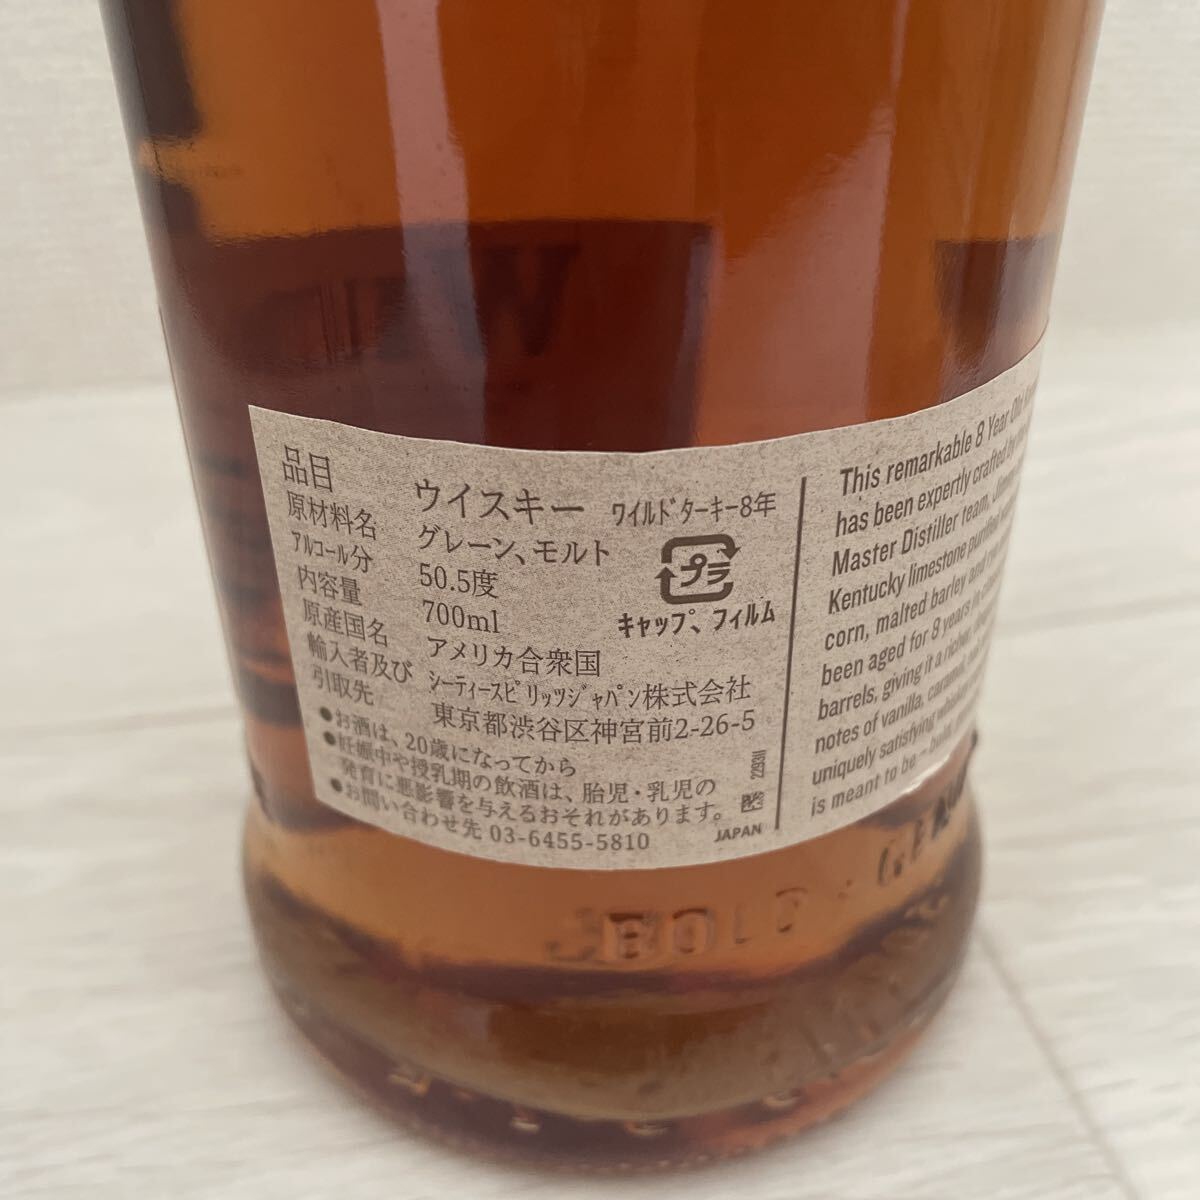 品目 ウイスキー ワイルドターキー8年
原材料名 グレーン、モルト
アルコール分 50.5度
内容量 700ml
原産国名 アメリカ合衆国
輸入者及び引取先 シーティースピリッツジャパン株式会社
東京都渋谷区神宮前2-26-5
プラ
キャップ、フィルム
●お酒は、20歳になってから
●妊娠中や授乳期の飲酒は、胎児・乳児の
発育に悪影響を与えるおそれがあります。
●お問い合わせ先 03-6455-5810
JAPAN
This remarkable 8 Year Old
has been expertly crafted by
Master Distiller team,
Kentucky limestone purified
corn, malted barley and
been aged for 8 years in
barrels, giving it a richer,
notes of vanilla, caramel,
uniquely satisfying
is meant to be –